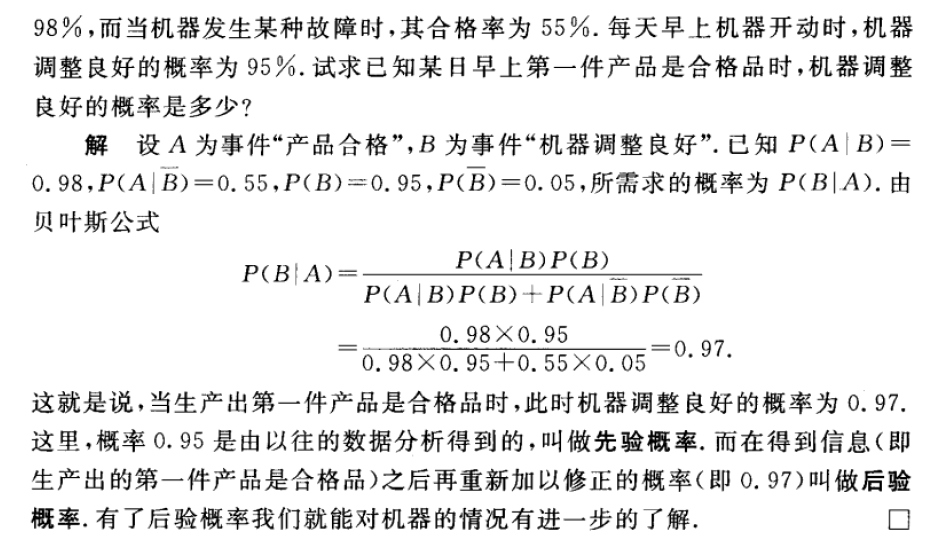 98%,而当机器发生某种故障时,其合格率为 55%. 每天早上机器开动时,机器
调整良好的概率为 95%. 试求已知某日早上第一件产品是合格品时,机器调整
良好的概率是多少?
解 设 A 为事件“产品合格”,B 为事件“机器调整良好”. 已知 P(A|B)=
0.98,P(A|B̅)=0.55,P(B)=0.95,P(B̅)=0.05,所需求的概率为 P(B|A). 由
贝叶斯公式
P(B|A)=
P(A|B)P(B)
P(A|B)P(B)+P(A|B̅)P(B̅)
=
0.98×0.95
0.98×0.95+0.55×0.05
=0.97.
这就是说,当生产出第一件产品是合格品时,此时机器调整良好的概率为 0.97.
这里,概率 0.95 是由以往的数据分析得到的,叫做先验概率. 而在得到信息(即
生产出的第一件产品是合格品)之后再重新加以修正的概率(即 0.97)叫做后验
概率. 有了后验概率我们就能对机器的情况有进一步的了解. □